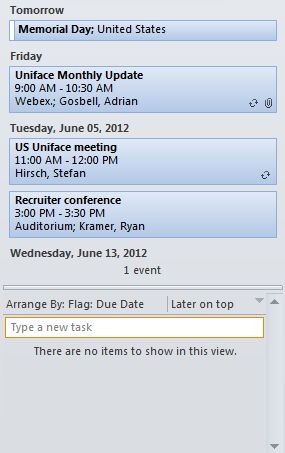 Tomorrow
Memorial Day; United States
Friday
Uniface Monthly Update
9:00 AM - 10:30 AM
Webex.; Gosbell, Adrian
Tuesday, June 05, 2012
US Uniface meeting
11:00 AM - 12:00 PM
Hirsch, Stefan
Recruiter conference
3:00 PM - 3:30 PM
Auditorium; Kramer, Ryan
Wednesday, June 13, 2012
1 event
Arrange By: Flag: Due Date Later on top
Type a new task
There are no items to show in this view.